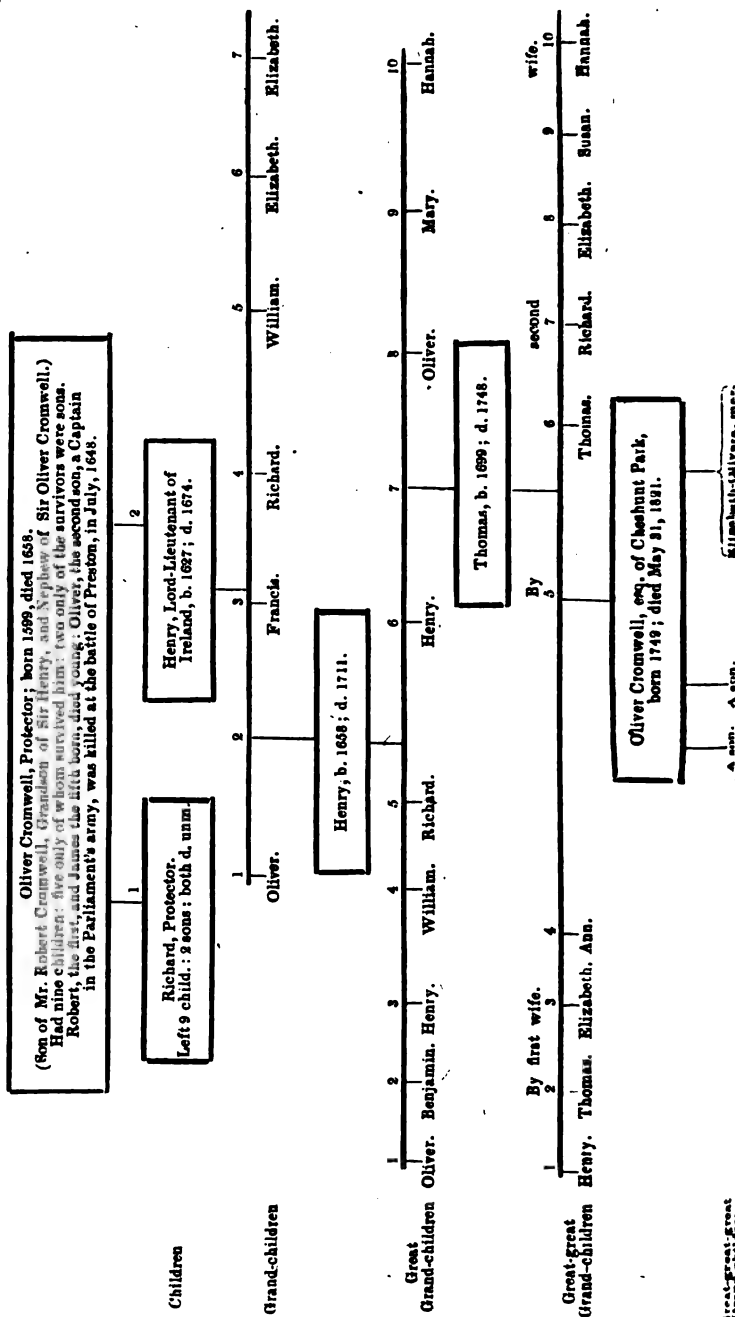 Oliver Cromwell, Protector; born 1599, died 1658.
(Son of Mr. Robert Cromwell, Grandson of Sir Henry, and Nephew of Sir Oliver Cromwell.)
Had nine children: five only of whom survived him: two only of the survivors were sons.
Robert, the first, and James the fifth born, died young: Oliver, the second son, a Captain
in the Parliament's army, was killed at the battle of Preston, in July, 1648.
Children
1
2
Richard, Protector.
Left 9 child.: 2 sons: both d. unm.
Henry, Lord-Lieutenant of
Ireland, b. 1627; d. 1674.
Grand-children
1 2 3 4 5 6 7
Oliver. Francis. Richard. William. Elizabeth. Elizabeth.
Henry; b. 1658; d. 1711.
Great
Grand-children
1 2 3 4 5 6 7 8 9 10
Oliver. Benjamin. Henry. William. Richard. Henry. Oliver. Mary. Hannah.
Thomas, b. 1699; d. 1748.
Great-great
Grand-children
By first wife. By second wife.
1 2 3 4 5 6 7 8 9 10
Henry. Thomas. Elizabeth. Ann. Thomas. Richard. Elizabeth. Susan. Hannah.
Oliver Cromwell, esq. of Cheshunt Park,
born 1749; died May 31, 1821.
Great-great-great
A son. A son.